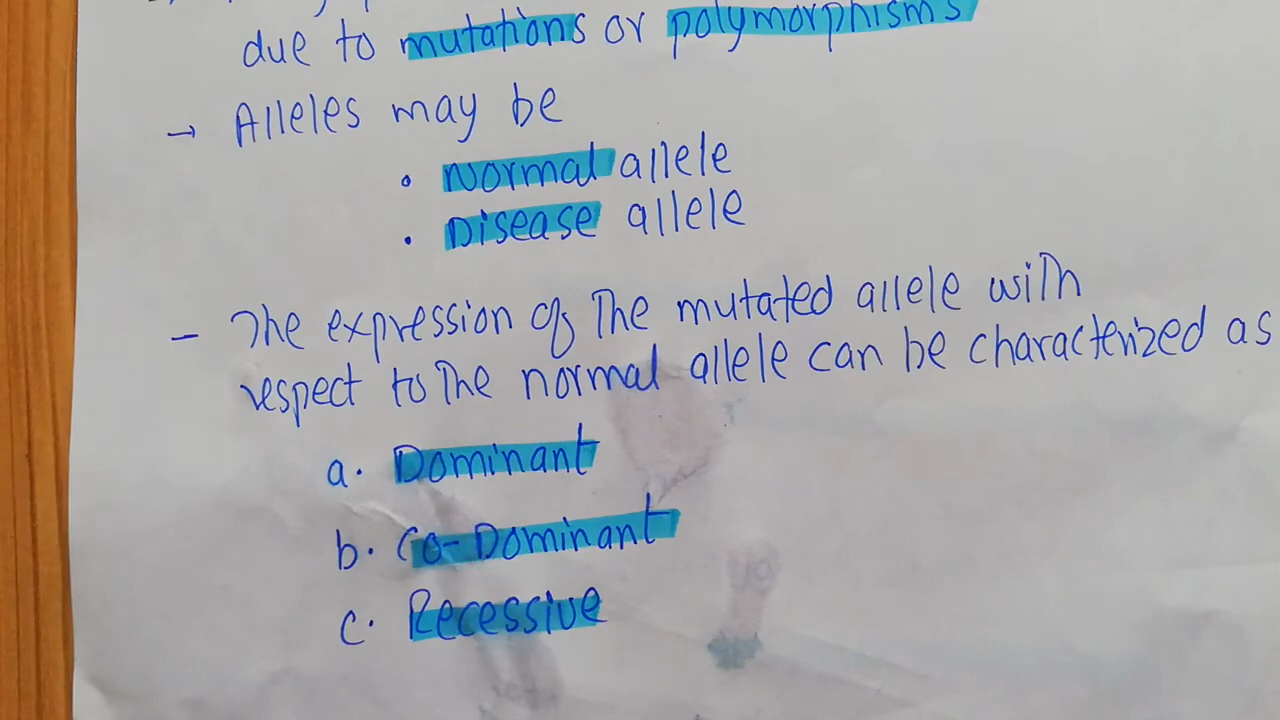 due to mutations or polymorphisms
→ Alleles may be
• Normal allele
• Disease allele
- The expression of The mutated allele with
respect to The normal allele can be characterized as
a. Dominant
b. Co-Dominant
c. Recessive